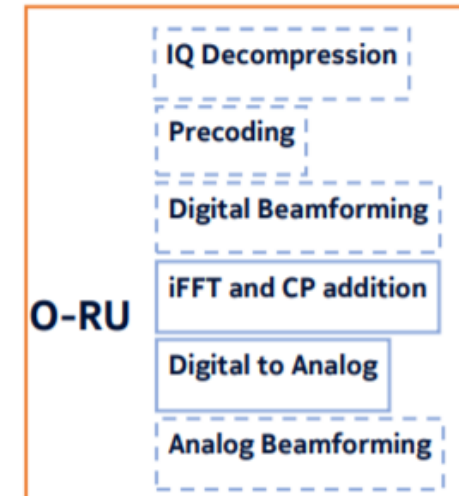 IQ Decompression
Precoding
Digital Beamforming
iFFT and CP addition
O-RU
Digital to Analog
Analog Beamforming